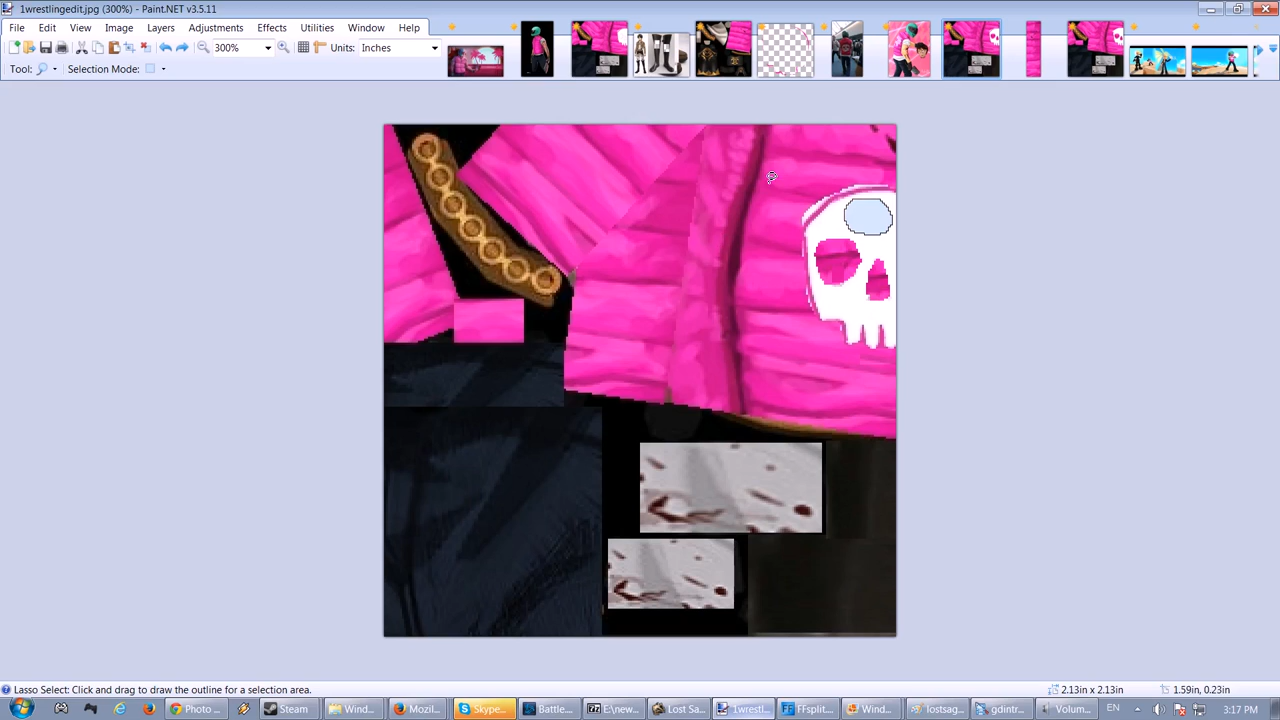 1wrestlingedit.jpg (300%) - Paint.NET v3.5.11
File Edit View Image Layers Adjustments Effects Utilities Window Help
300% Units: Inches
Tool: Selection Mode:
Lasso Select: Click and drag to draw the outline for a selection area.
2.13in x 2.13in 1.59in, 0.23in
Photo ... Steam Wind... Mozil... Skype... Battle... E:\new... Lost Sa... 1wrestl... FFsplit... Wind... lostsag... gdintr... Volum... EN 3:17 PM